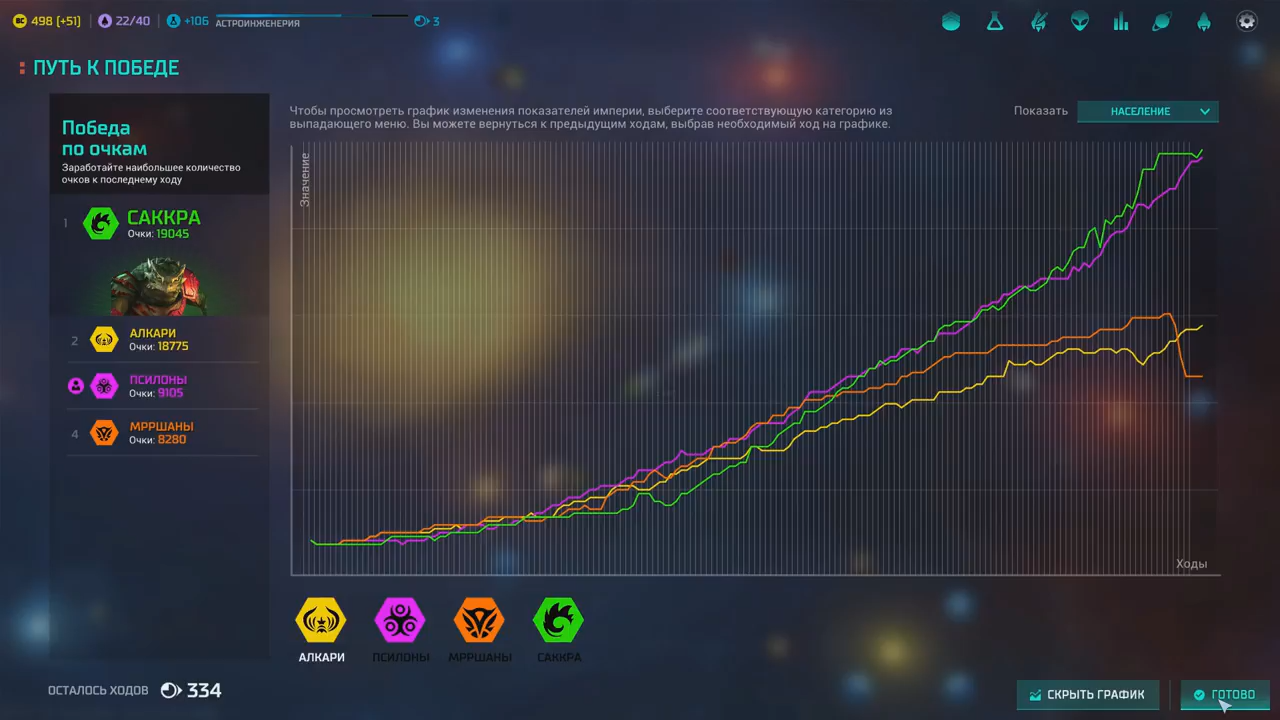 BC 498 [+51] 22/40 +106 АСТРОИНЖЕНЕРИЯ 3
ПУТЬ К ПОБЕДЕ
Победа
по очкам
Заработайте наибольшее количество
очков к последнему ходу
1 САККРА
Очки: 19045
2 АЛКАРИ
Очки: 18775
ПСИЛОНЫ
Очки: 9105
4 МРРШАНЫ
Очки: 8280
Чтобы просмотреть график изменения показателей империи, выберите соответствующую категорию из
выпадающего меню. Вы можете вернуться к предыдущим ходам, выбрав необходимый ход на графике.
Показать НАСЕЛЕНИЕ
Значение
Ходы
АЛКАРИ ПСИЛОНЫ МРРШАНЫ САККРА
ОСТАЛОСЬ ХОДОВ 334
СКРЫТЬ ГРАФИК ГОТОВО